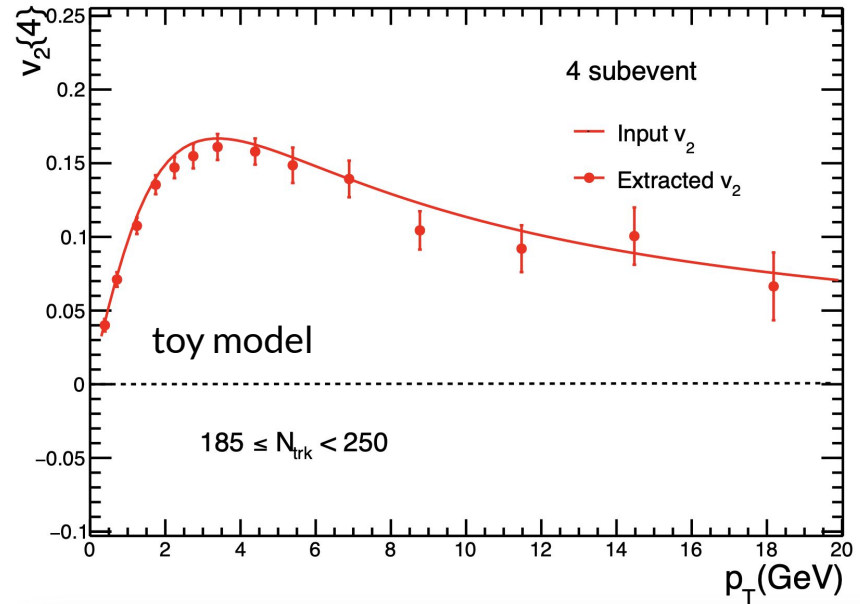 v₂{4}
0.25
0.2
0.15
0.1
0.05
0
−0.05
−0.1
4 subevent
Input v₂
Extracted v₂
toy model
185 ≤ Nₜᵣₖ < 250
0 2 4 6 8 10 12 14 16 18 20
p_T(GeV)